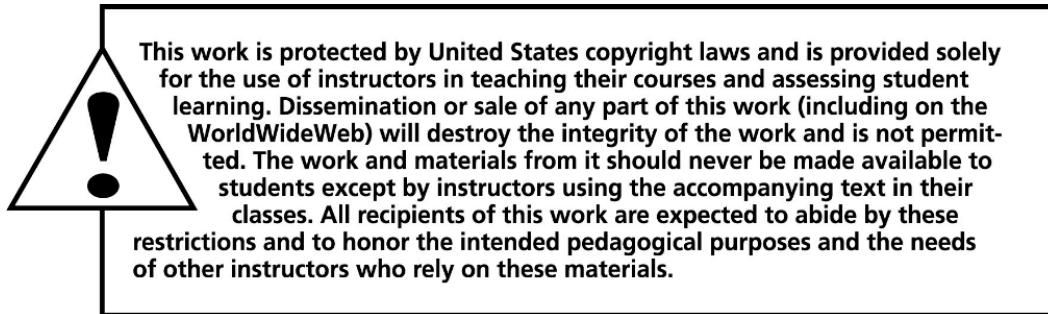 This work is protected by United States copyright laws and is provided solely
for the use of instructors in teaching their courses and assessing student
learning. Dissemination or sale of any part of this work (including on the
WorldWideWeb) will destroy the integrity of the work and is not permit-
ted. The work and materials from it should never be made available to
students except by instructors using the accompanying text in their
classes. All recipients of this work are expected to abide by these
restrictions and to honor the intended pedagogical purposes and the needs
of other instructors who rely on these materials.